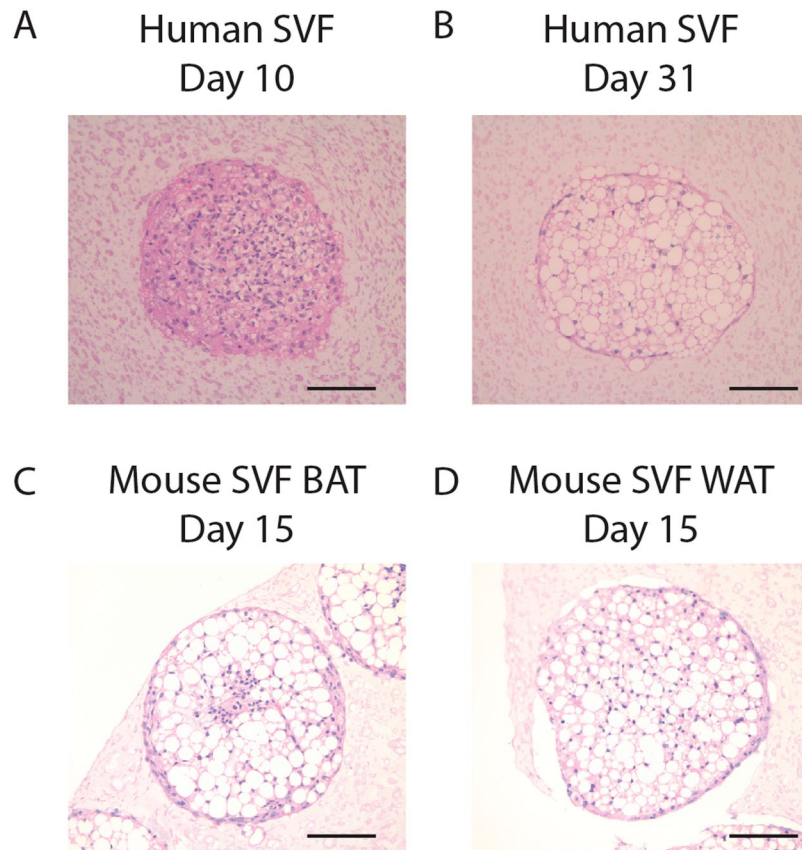 A
Human SVF
Day 10
B
Human SVF
Day 31
C
Mouse SVF BAT
Day 15
D
Mouse SVF WAT
Day 15